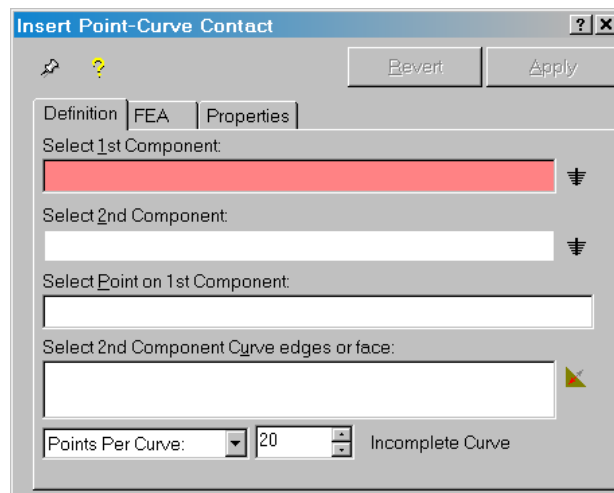 Insert Point-Curve Contact
Revert Apply
Definition FEA Properties
Select 1st Component:
Select 2nd Component:
Select Point on 1st Component:
Select 2nd Component Curve edges or face:
Points Per Curve: 20 Incomplete Curve